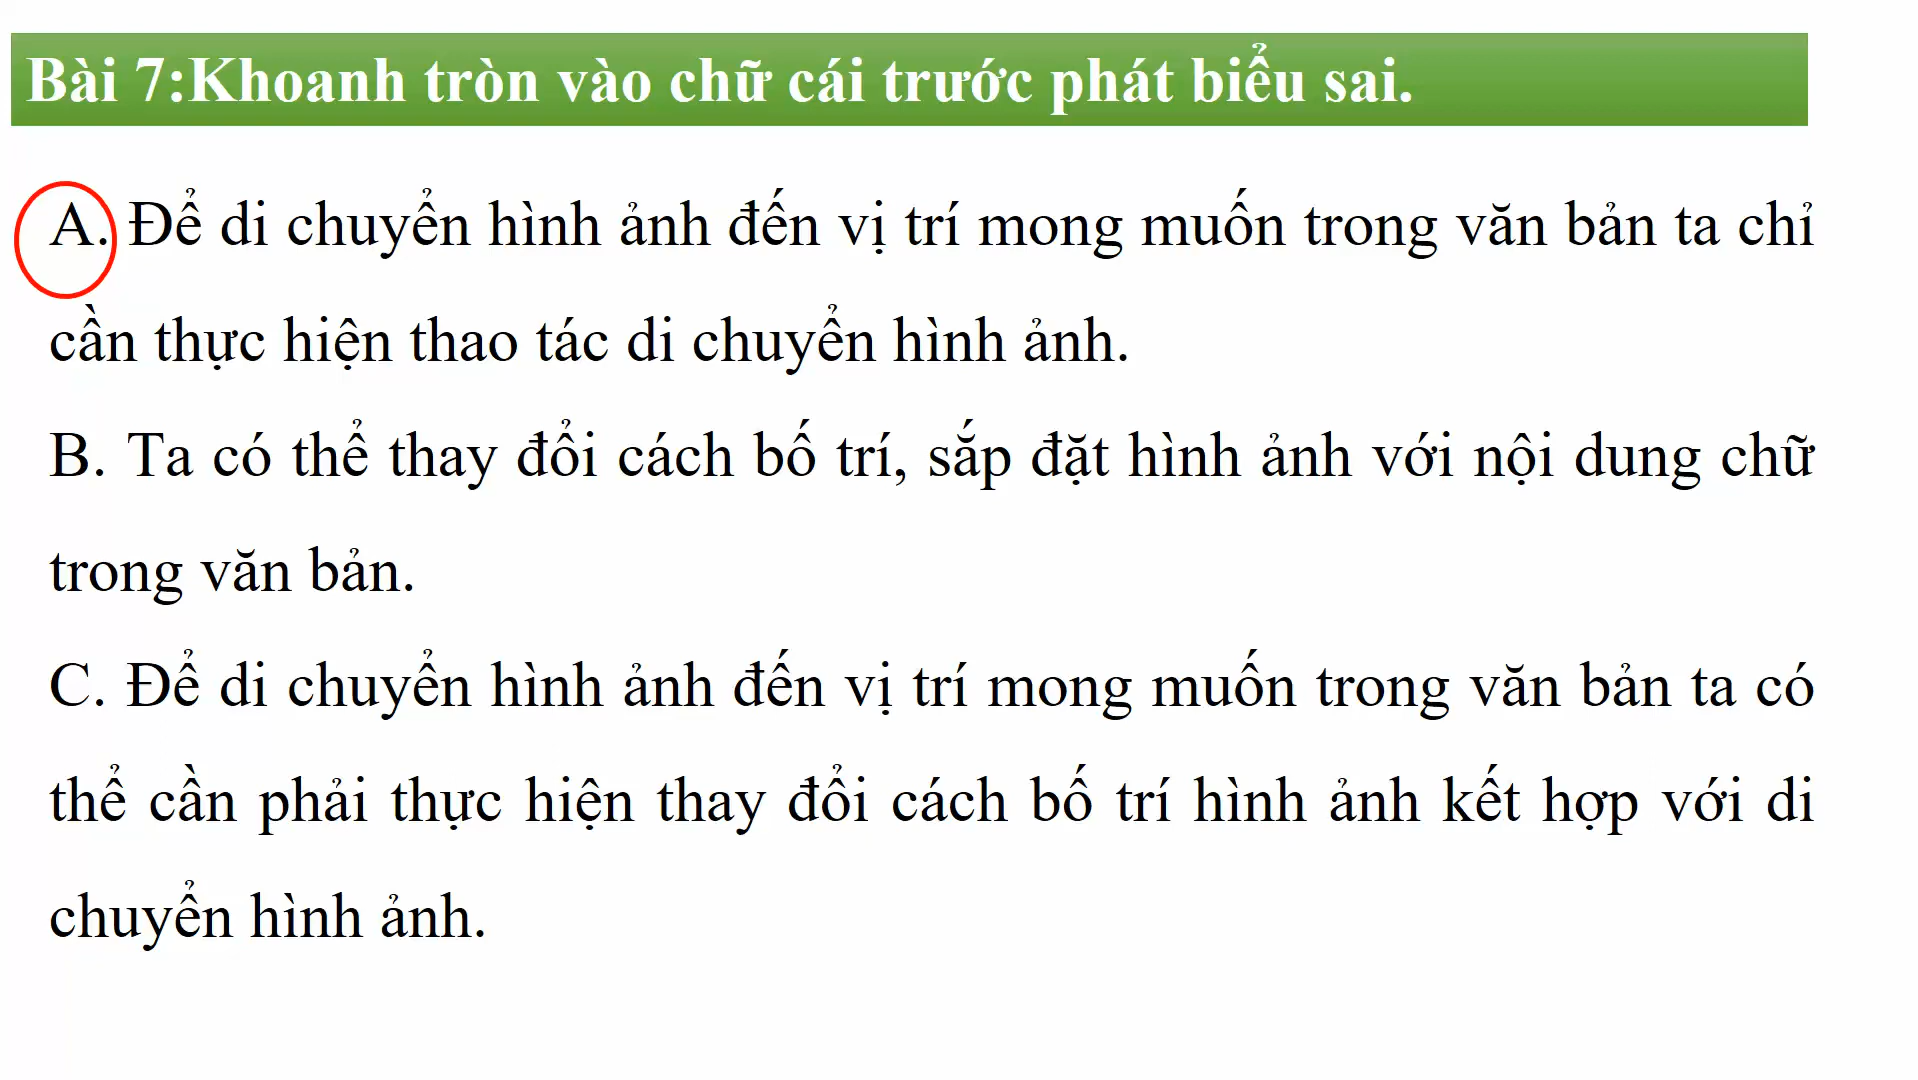 Bài 7:Khoanh tròn vào chữ cái trước phát biểu sai.
A. Để di chuyển hình ảnh đến vị trí mong muốn trong văn bản ta chỉ
cần thực hiện thao tác di chuyển hình ảnh.
B. Ta có thể thay đổi cách bố trí, sắp đặt hình ảnh với nội dung chữ
trong văn bản.
C. Để di chuyển hình ảnh đến vị trí mong muốn trong văn bản ta có
thể cần phải thực hiện thay đổi cách bố trí hình ảnh kết hợp với di
chuyển hình ảnh.